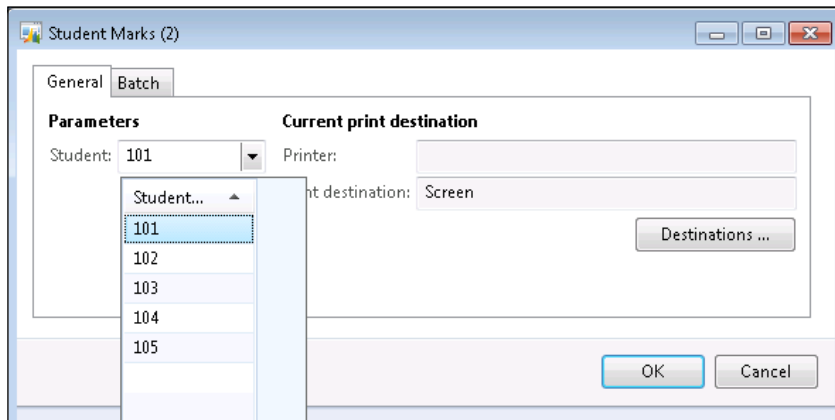 Student Marks (2)
General Batch
Parameters
Current print destination
Student: 101
Printer:
destination: Screen
Student...
101
102
103
104
105
Destinations ...
OK
Cancel